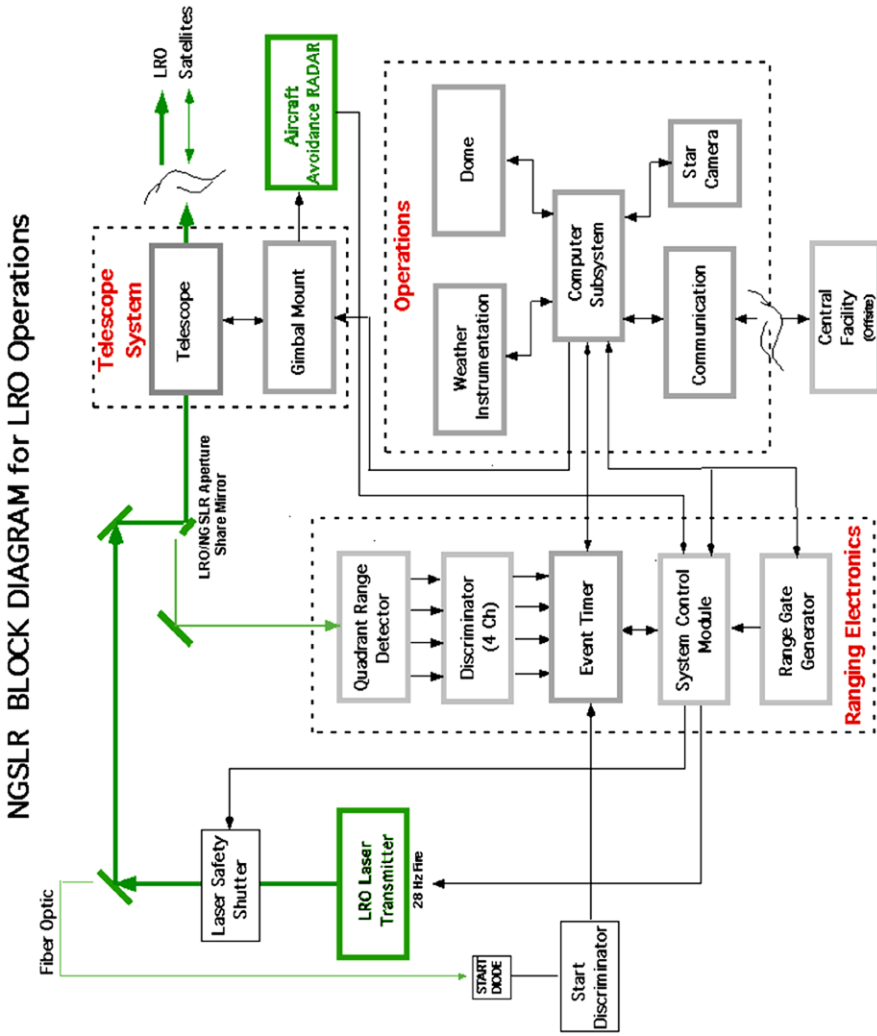 NGSLR BLOCK DIAGRAM for LRO Operations
Fiber Optic
Laser Safety
Shutter
LRO Laser
Transmitter
28 Hz Fire
START
DIODE
Start
Discriminator
LRO/NGSLR Aperture
Share Mirror
Quadrant Range
Detector
Discriminator
(4 Ch)
Event Timer
System Control
Module
Range Gate
Generator
Ranging Electronics
Telescope
System
Telescope
Gimbal Mount
LRO
Satellites
Aircraft
Avoidance RADAR
Operations
Weather
Instrumentation
Dome
Computer
Subsystem
Communication
Star
Camera
Central
Facility
(Offsite)